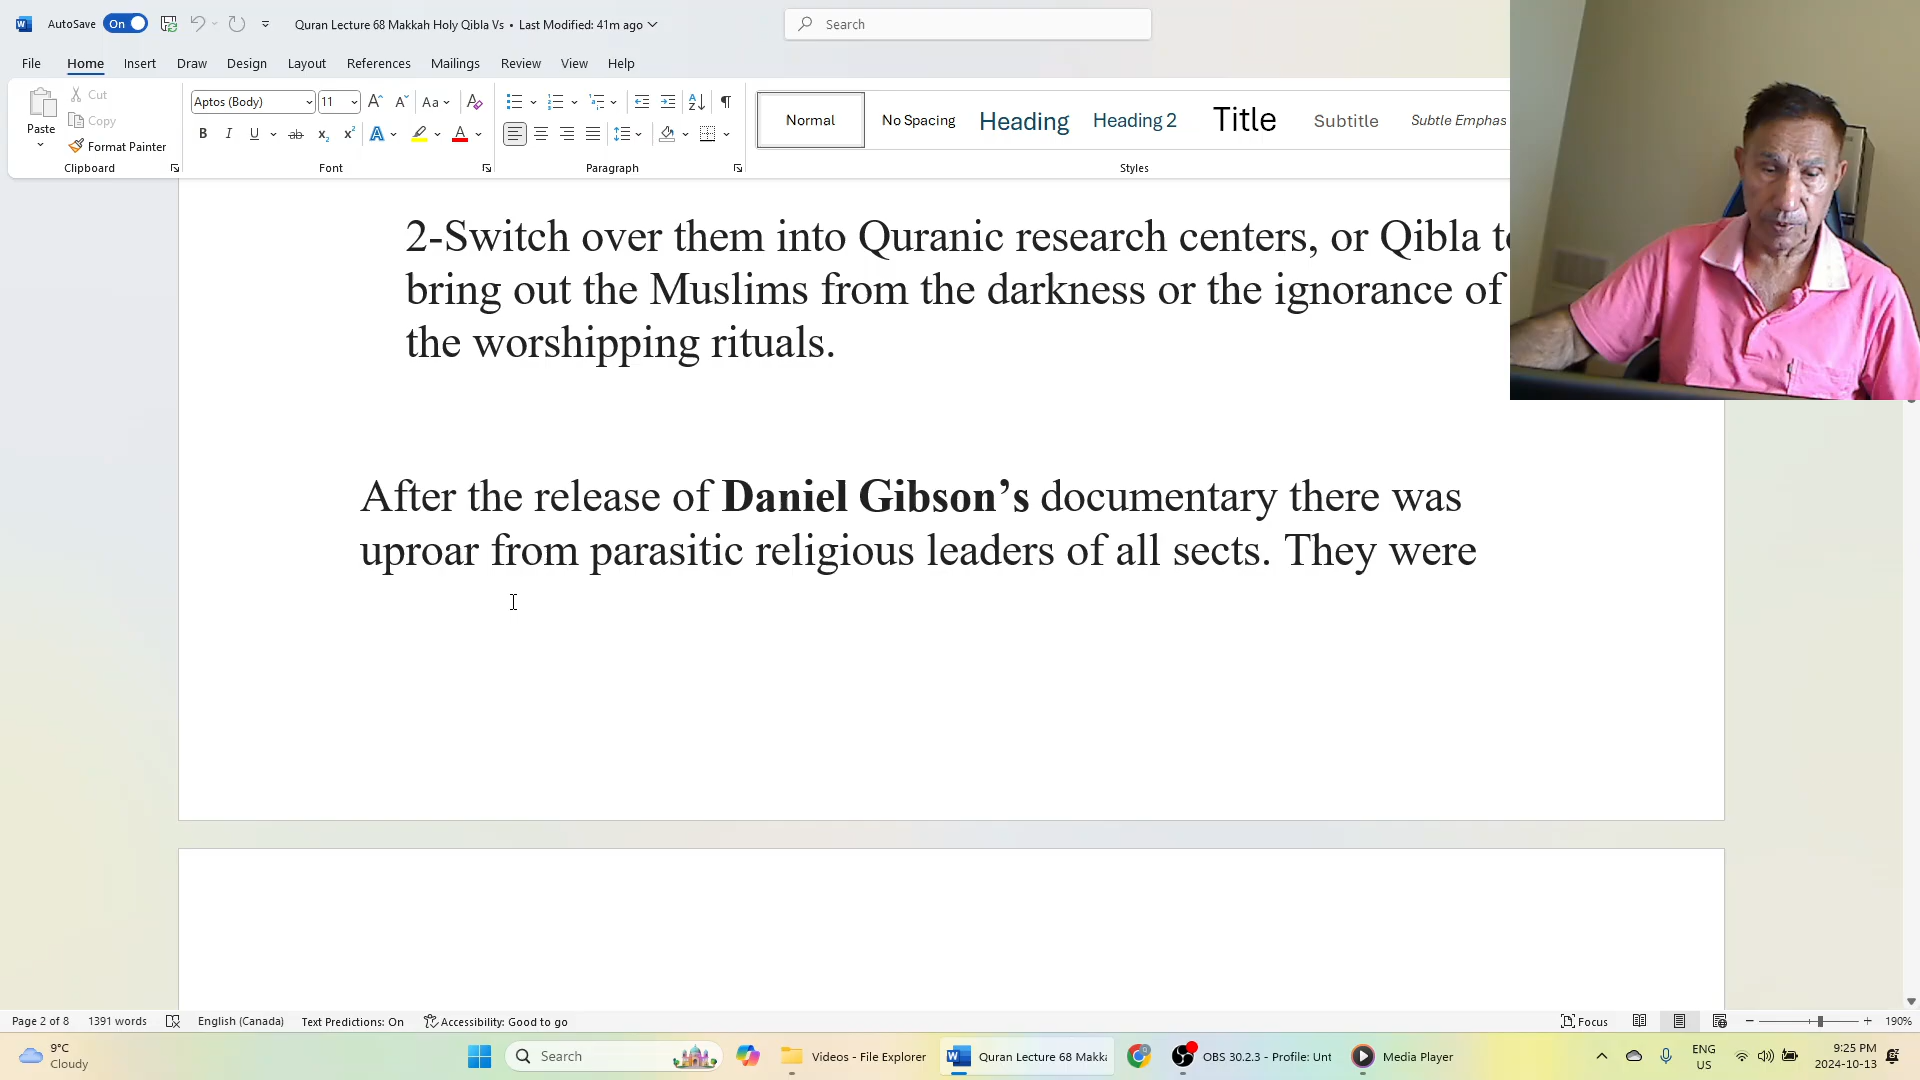 AutoSave On Quran Lecture 68 Makkah Holy Qibla Vs • Last Modified: 41m ago Search
File Home Insert Draw Design Layout References Mailings Review View Help
Paste Cut Copy Format Painter
Clipboard
Aptos (Body) 11
Font
Paragraph
Normal No Spacing Heading Heading 2 Title Subtitle Subtle Emphas
Styles
2-Switch over them into Quranic research centers, or Qibla to
bring out the Muslims from the darkness or the ignorance of
the worshipping rituals.
After the release of Daniel Gibson’s documentary there was
uproar from parasitic religious leaders of all sects. They were
Page 2 of 8 1391 words English (Canada) Text Predictions: On Accessibility: Good to go Focus 190%
9°C
Cloudy
Search Videos - File Explorer Quran Lecture 68 Makka OBS 30.2.3 - Profile: Unt Media Player
ENG
US
9:25 PM
2024-10-13